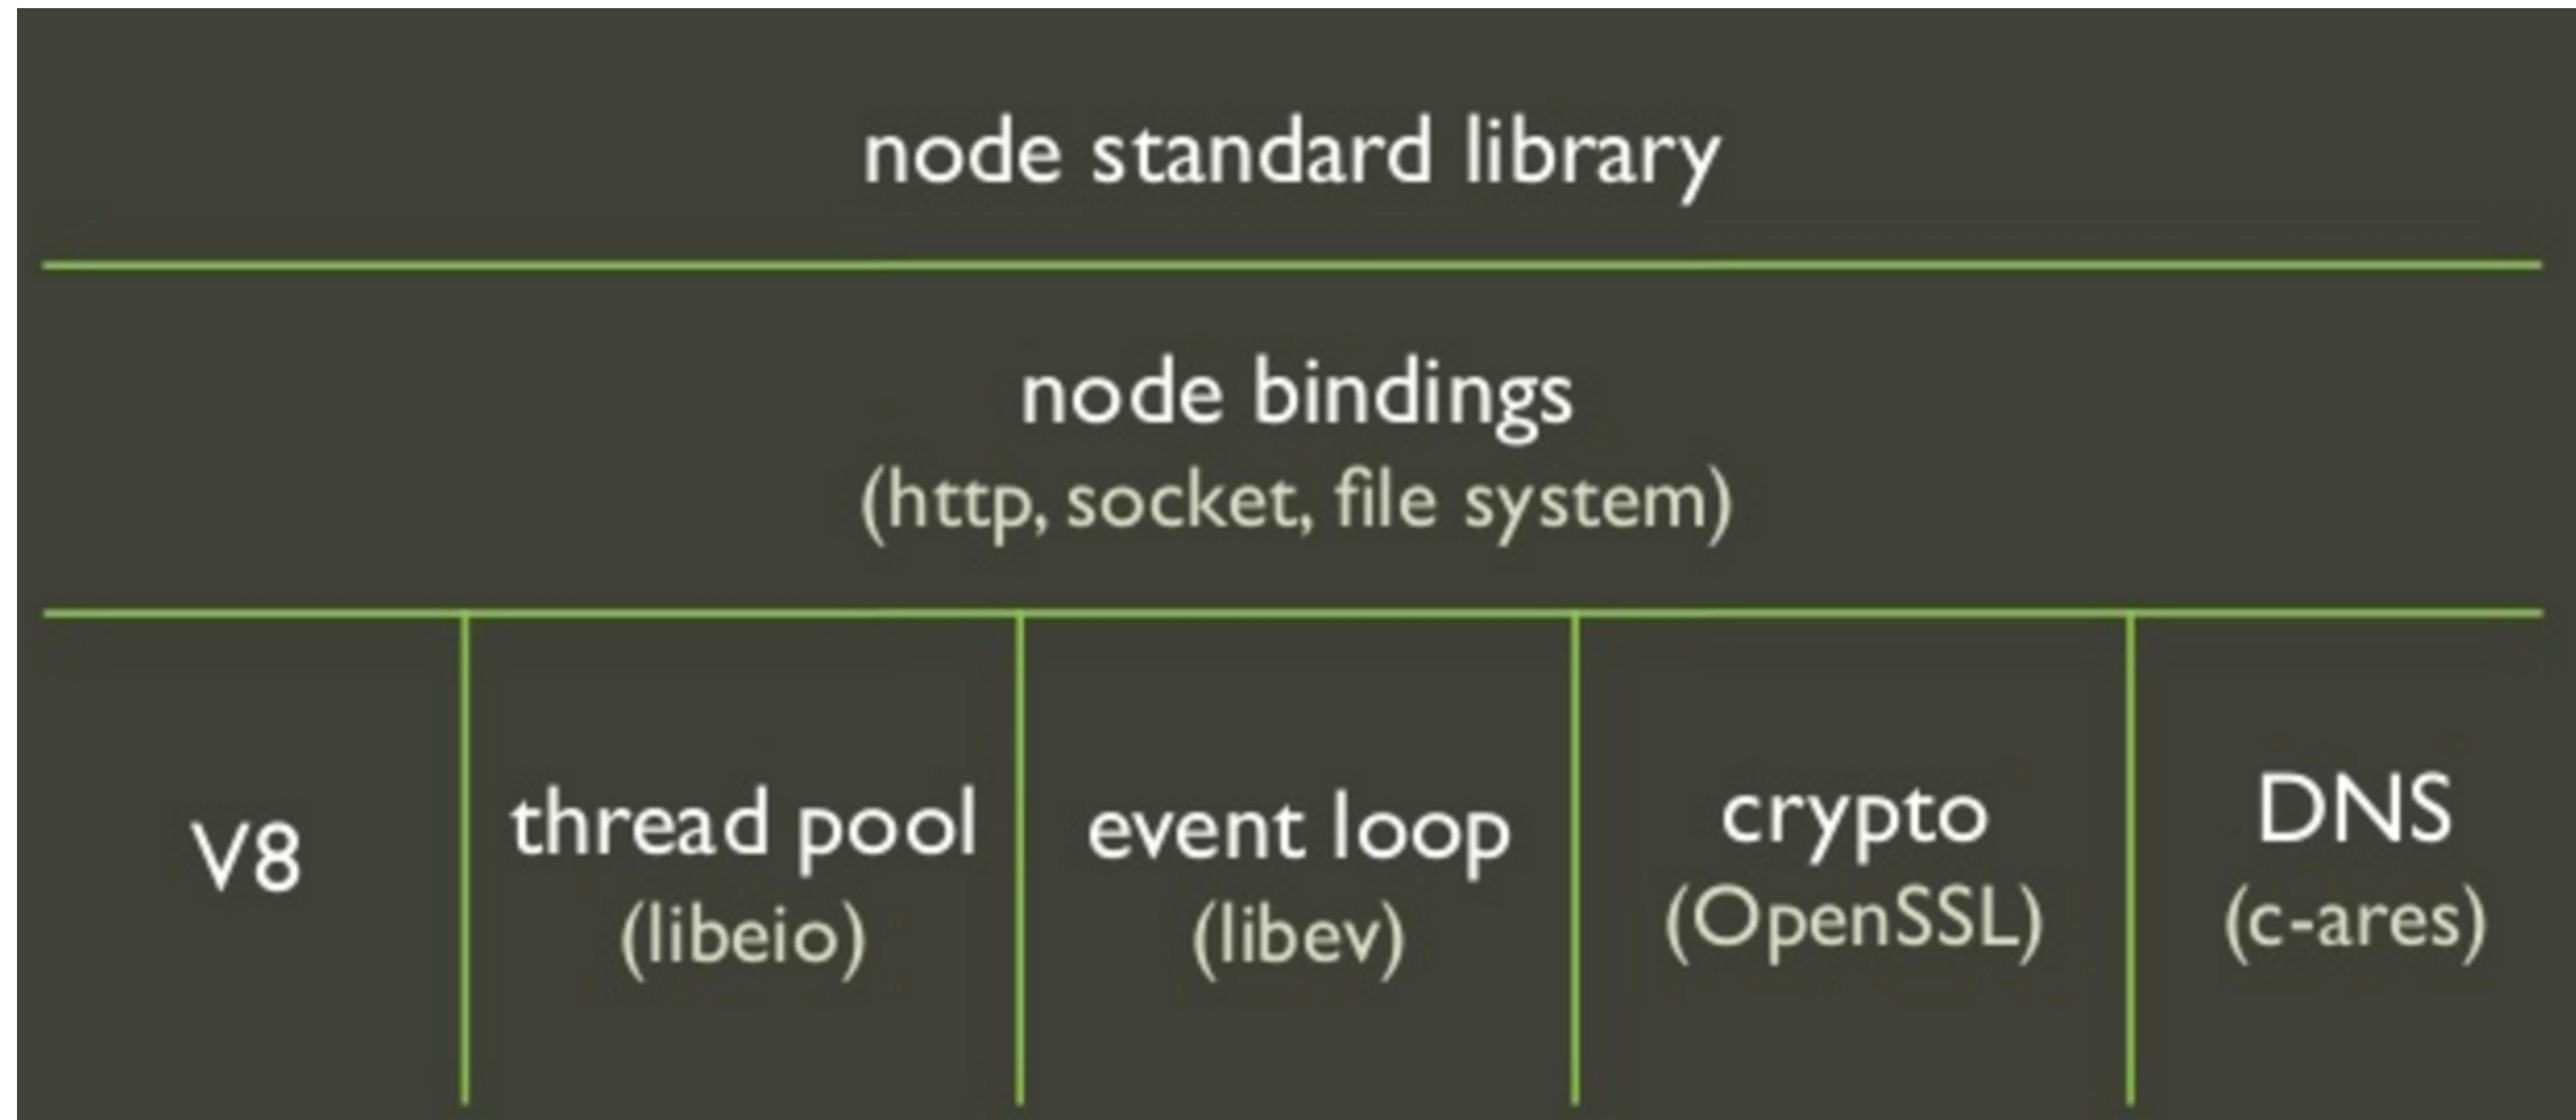 node standard library
node bindings
(http, socket, file system)
V8
thread pool
(libeio)
event loop
(libev)
crypto
(OpenSSL)
DNS
(c-ares)